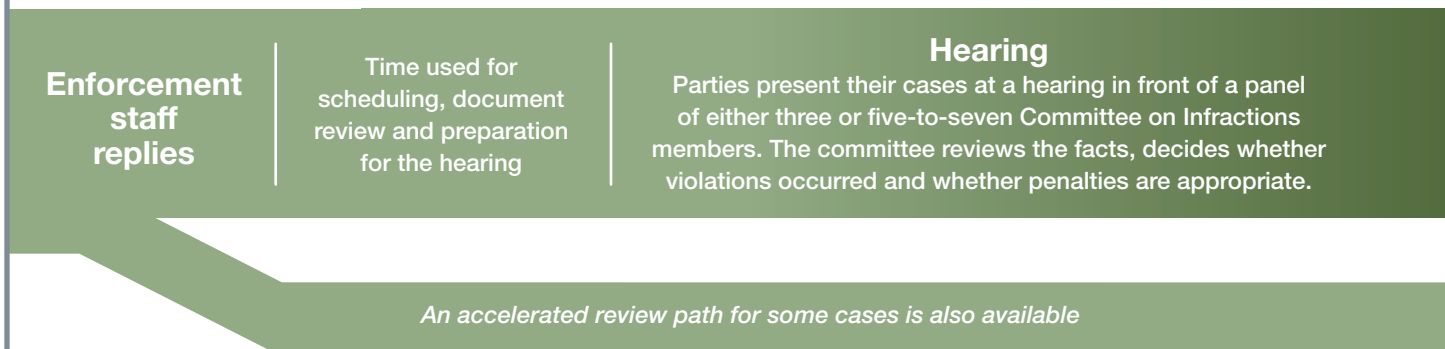 Enforcement
staff
replies
Time used for
scheduling, document
review and preparation
for the hearing
Hearing
Parties present their cases at a hearing in front of a panel
of either three or five-to-seven Committee on Infractions
members. The committee reviews the facts, decides whether
violations occurred and whether penalties are appropriate.
An accelerated review path for some cases is also available